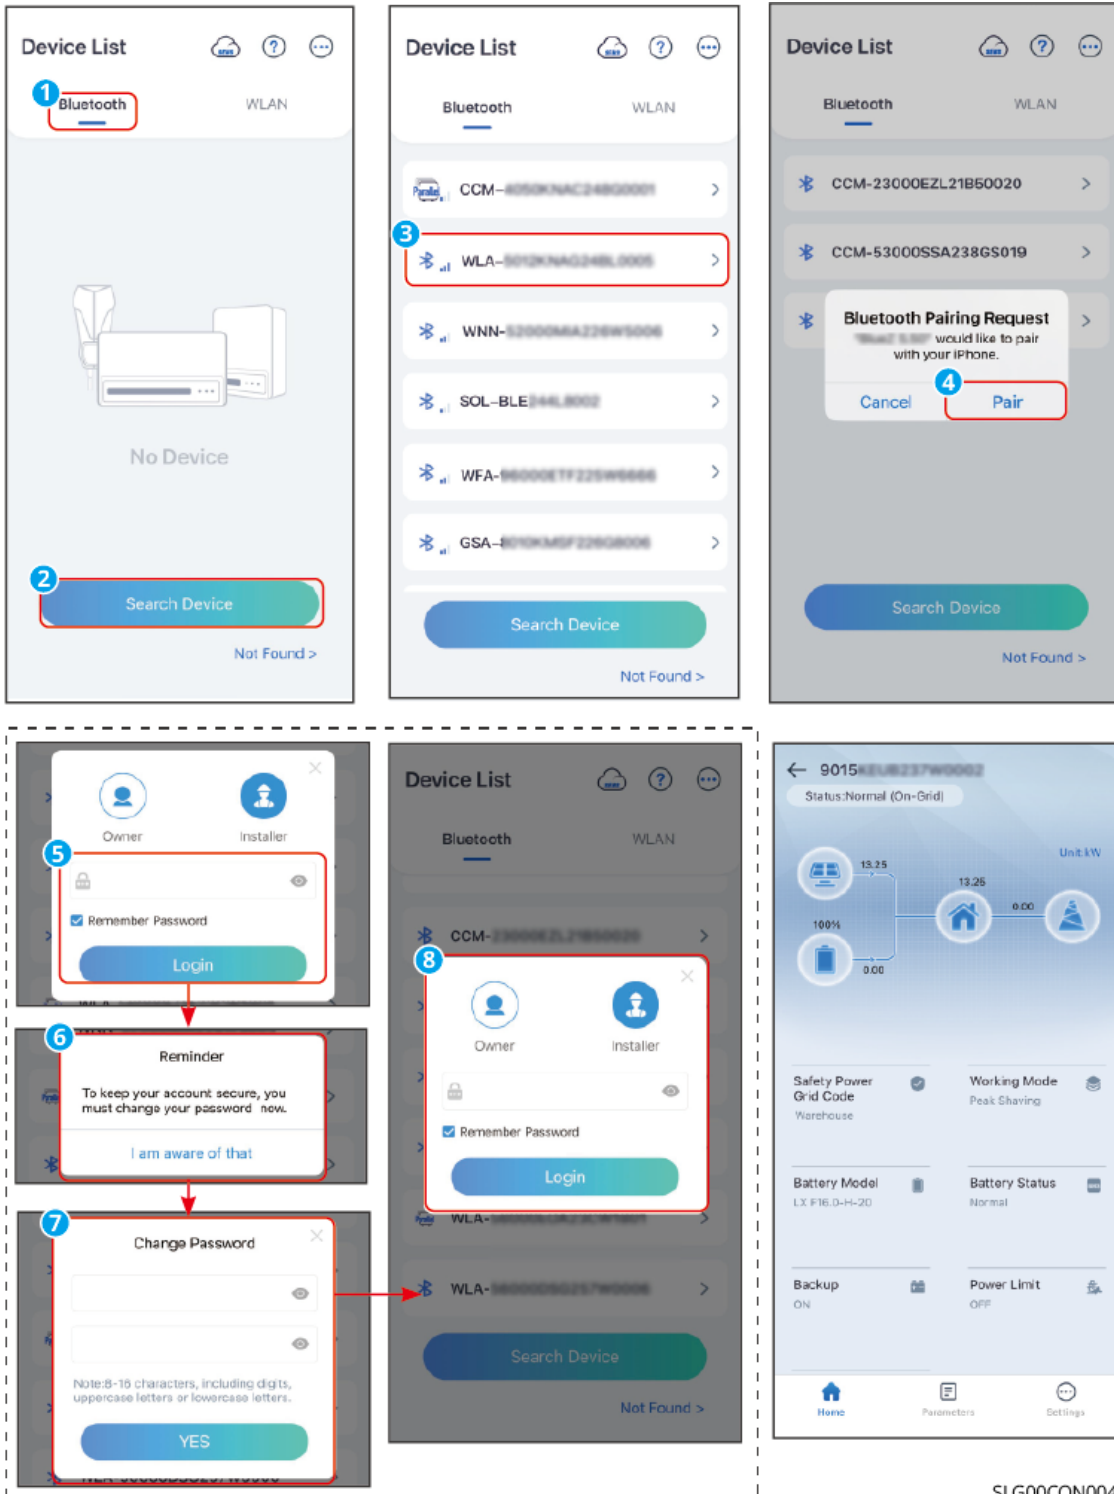 Device List
1
Bluetooth
WLAN
No Device
2
Search Device
Not Found >
Device List
Bluetooth
WLAN
Parallel
CCM-
3
WLA-
WNN-
SOL-BLE
WFA-
GSA-
Search Device
Not Found >
Device List
Bluetooth
WLAN
CCM-23000EZL21B50020
CCM-53000SSA238GS019
Bluetooth Pairing Request
would like to pair
with your iPhone.
4
Cancel
Pair
Search Device
Not Found >
Owner
Installer
5
Remember Password
Login
6
Reminder
To keep your account secure, you
must change your password now.
I am aware of that
7
Change Password
Note:8-16 characters, including digits,
uppercase letters or lowercase letters.
YES
Device List
Bluetooth
WLAN
CCM-
8
Owner
Installer
Remember Password
Login
WLA-
WLA-
Search Device
Not Found >
9015
Status:Normal (On-Grid)
Unit:kW
13.25
13.25
0.00
100%
0.00
Safety Power
Grid Code
Warehouse
Working Mode
Peak Shaving
Battery Model
LX F16.0-H-20
Battery Status
Normal
Backup
ON
Power Limit
OFF
Home
Parameters
Settings
SLG00CON004